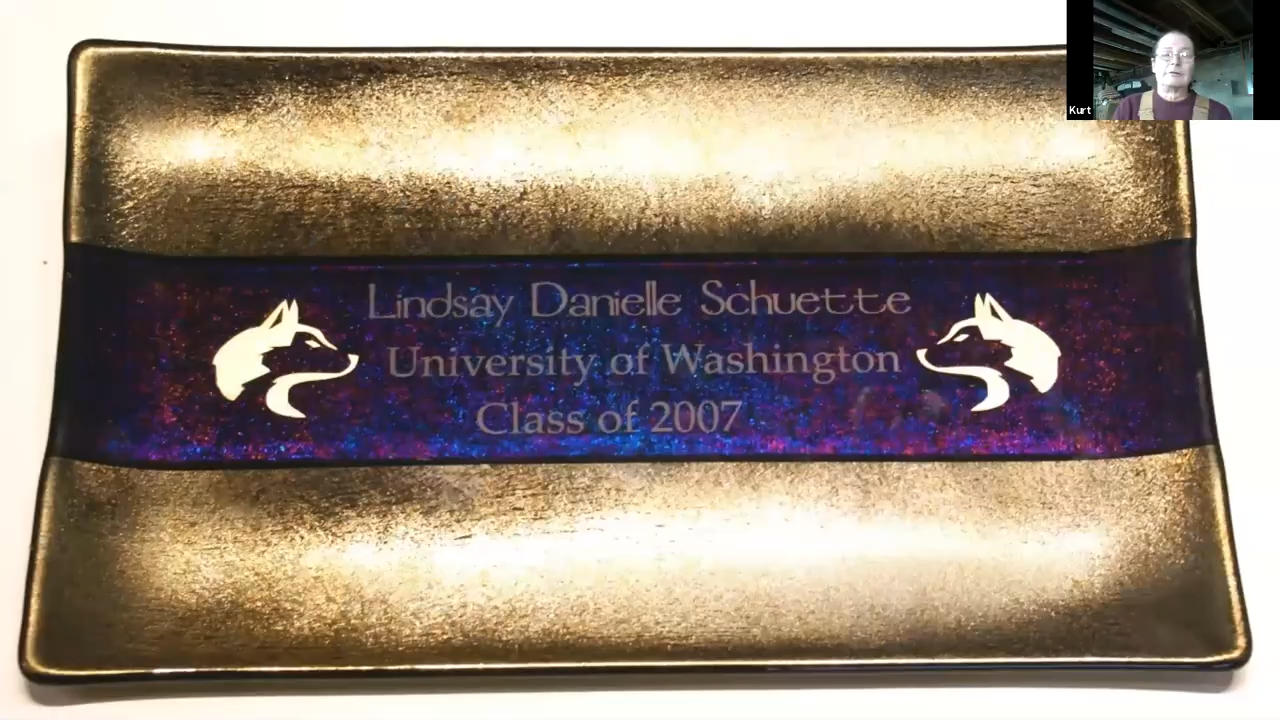 Kurt
Lindsay Danielle Schuette
University of Washington
Class of 2007